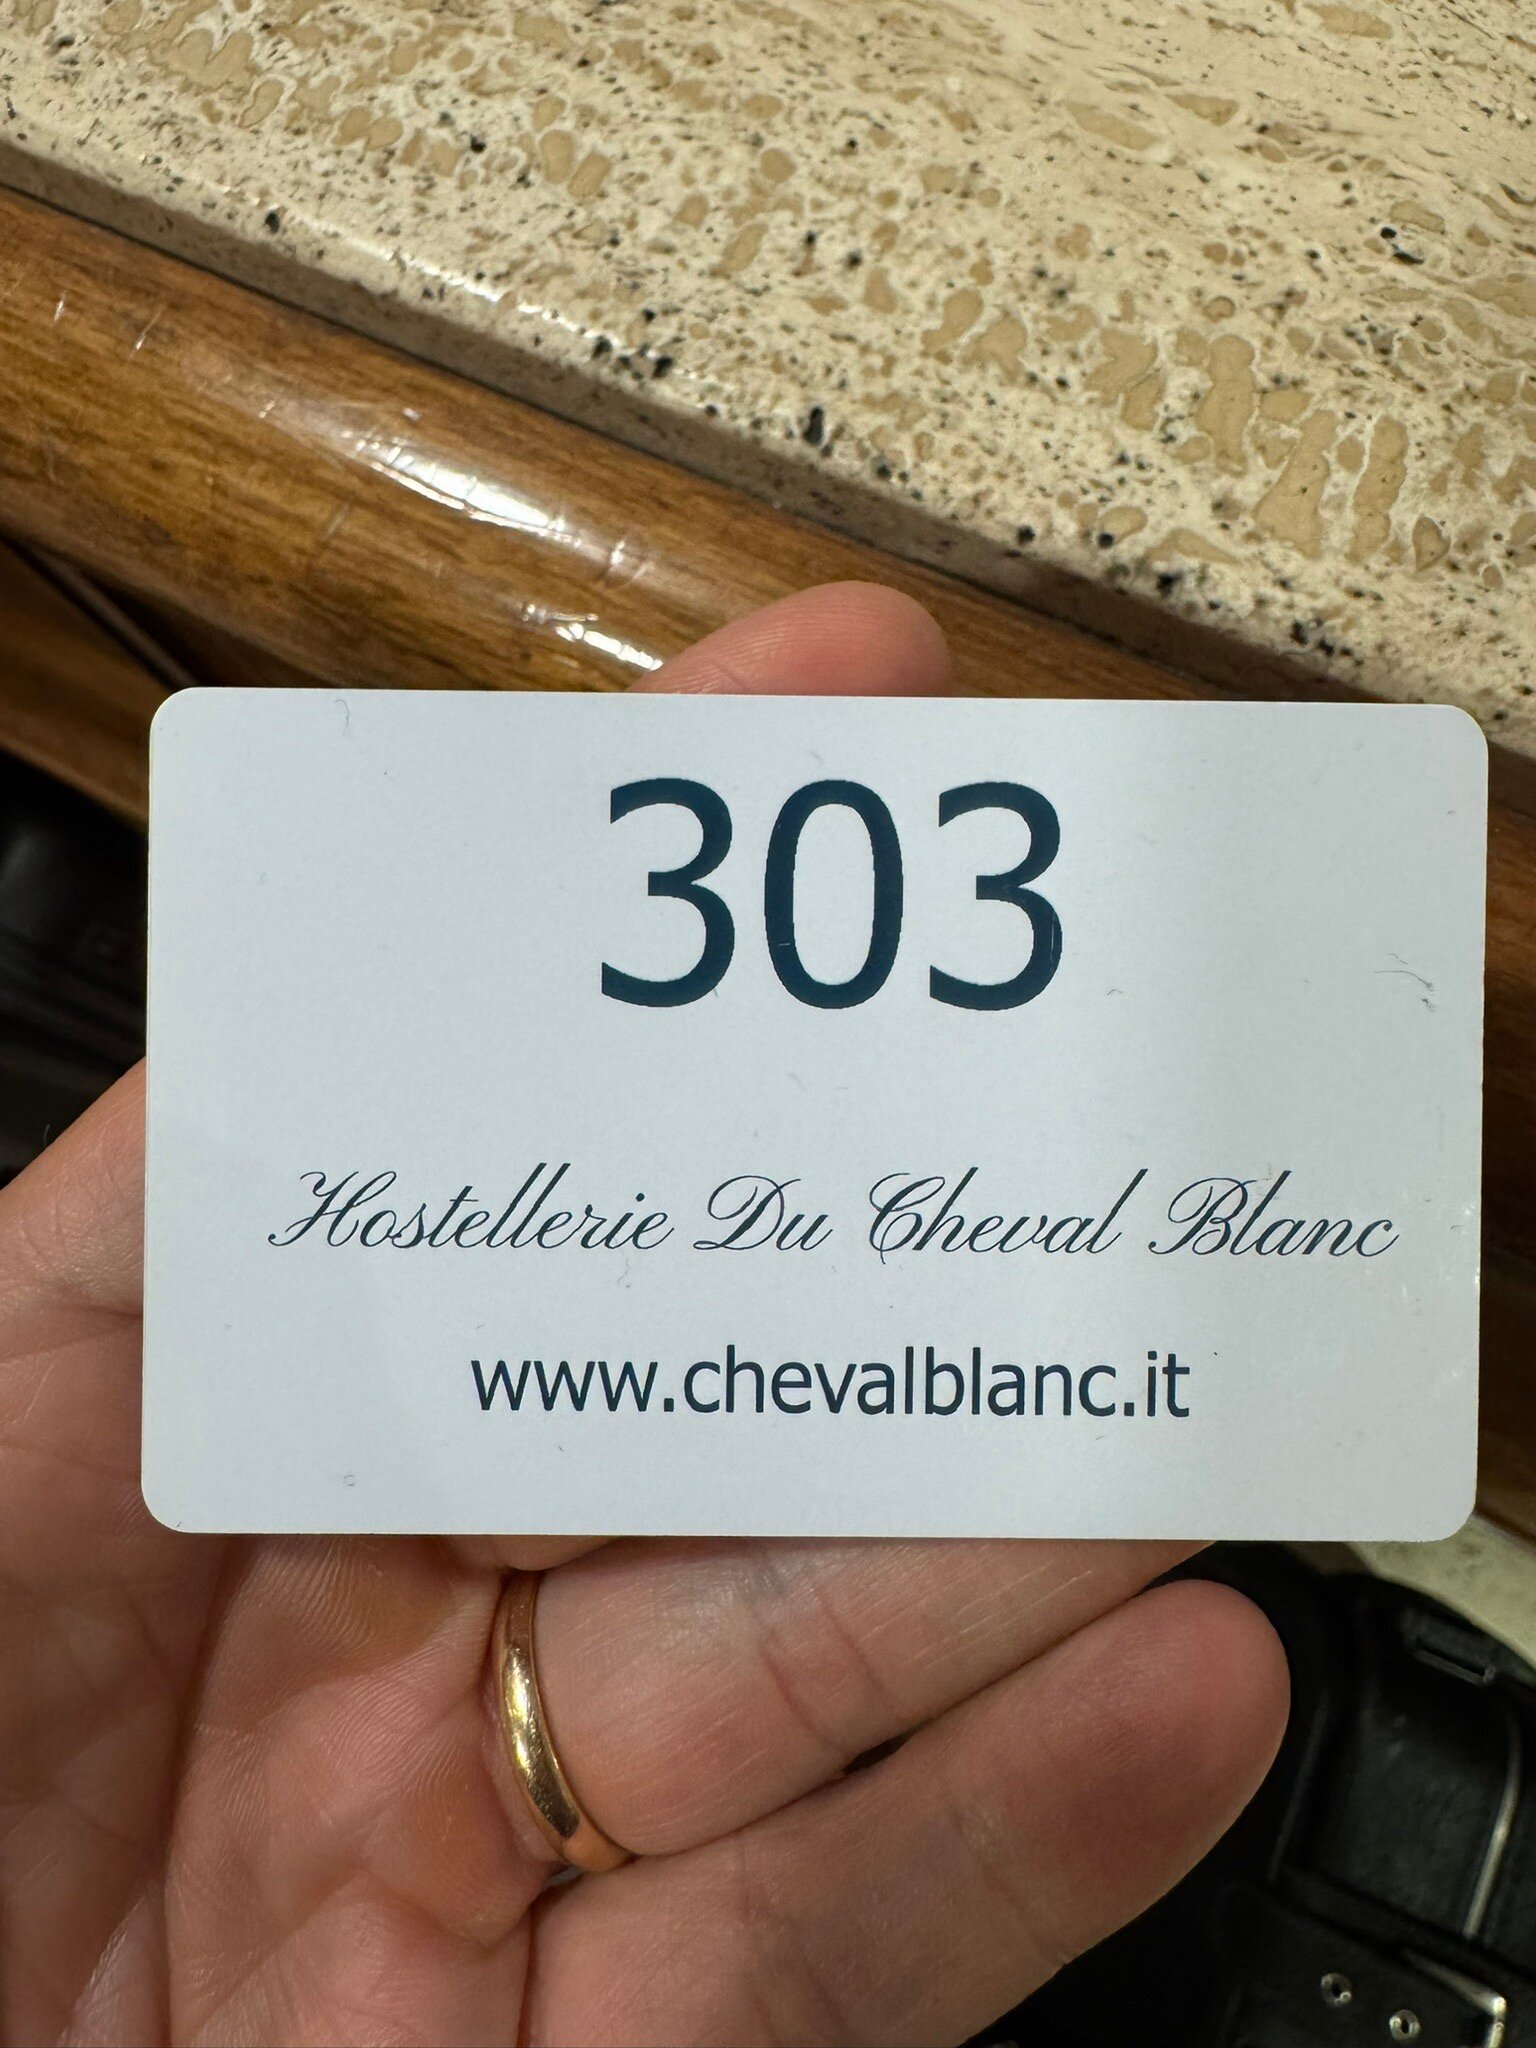 303
Hostellerie Du Cheval Blanc
www.chevalblanc.it